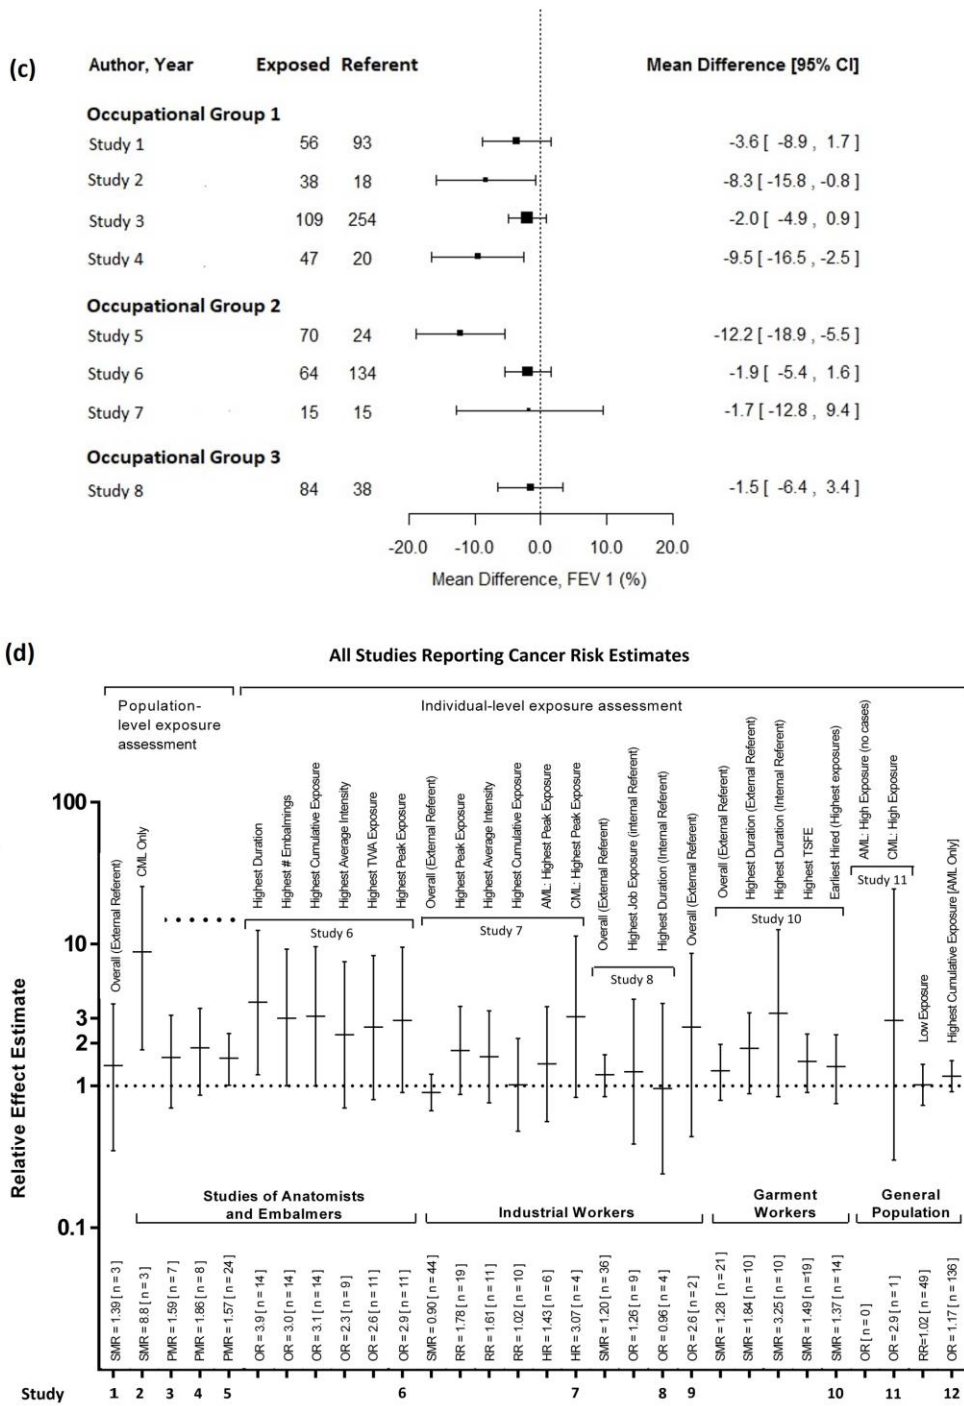 (c)
Author, Year Exposed Referent Mean Difference [95% CI]
Occupational Group 1
Study 1 56 93 -3.6 [ -8.9 , 1.7 ]
Study 2 38 18 -8.3 [ -15.8 , -0.8 ]
Study 3 109 254 -2.0 [ -4.9 , 0.9 ]
Study 4 47 20 -9.5 [ -16.5 , -2.5 ]
Occupational Group 2
Study 5 70 24 -12.2 [ -18.9 , -5.5 ]
Study 6 64 134 -1.9 [ -5.4 , 1.6 ]
Study 7 15 15 -1.7 [ -12.8 , 9.4 ]
Occupational Group 3
Study 8 84 38 -1.5 [ -6.4 , 3.4 ]
-20.0 -10.0 0.0 10.0 20.0
Mean Difference, FEV 1 (%)
(d)
All Studies Reporting Cancer Risk Estimates
Population-
level exposure
assessment
Individual-level exposure assessment
Overall (External Referent)
CML Only
Highest Duration
Highest # Embalmings
Highest Cumulative Exposure
Highest Average Intensity
Highest TWA Exposure
Highest Peak Exposure
Overall (External Referent)
Highest Peak Exposure
Highest Average Intensity
Highest Cumulative Exposure
AML: Highest Peak Exposure
CML: Highest Peak Exposure
Overall (External Referent)
Highest Job Exposure (internal Referent)
Highest Duration (Internal Referent)
Overall (External Referent)
Overall (External Referent)
Highest Duration (External Referent)
Highest Duration (Internal Referent)
Highest TSFE
Earliest Hired (Highest exposures)
AML: High Exposure (no cases)
CML: High Exposure
Low Exposure
Highest Cumulative Exposure [AML Only]
Study 6
Study 7
Study 8
Study 10
Study 11
Relative Effect Estimate
100
10
3
2
1
0.1
Studies of Anatomists
and Embalmers
Industrial Workers
Garment
Workers
General
Population
SMR = 1.39 [ n = 3 ]
SMR = 8.8 [ n = 3 ]
PMR = 1.59 [ n = 7 ]
PMR = 1.86 [ n = 8 ]
PMR = 1.57 [ n = 24 ]
OR = 3.9 [ n = 14 ]
OR = 3.0 [ n = 14 ]
OR = 3.1 [ n = 14 ]
OR = 2.3 [ n = 9 ]
OR = 2.6 [ n = 11 ]
OR = 2.9 [ n = 11 ]
SMR = 0.90 [ n = 44 ]
RR = 1.78 [ n = 19 ]
RR = 1.61 [ n = 11 ]
RR = 1.02 [ n = 10 ]
HR = 1.43 [ n = 6 ]
HR = 3.07 [ n = 4 ]
SMR = 1.20 [n = 36 ]
OR = 1.26 [n = 9 ]
OR = 0.96 [ n = 4 ]
OR = 2.6 [n = 2 ]
SMR = 1.28 [ n = 21 ]
SMR = 1.84 [n = 10 ]
SMR = 3.25 [n = 10 ]
SMR = 1.49 [n =19 ]
SMR = 1.37 [n = 14 ]
OR [ n = 0 ]
OR = 2.9 [n = 1 ]
RR=1.02 [n = 49 ]
OR = 1.17 [n = 136 ]
Study 1 2 3 4 5 6 7 8 9 10 11 12